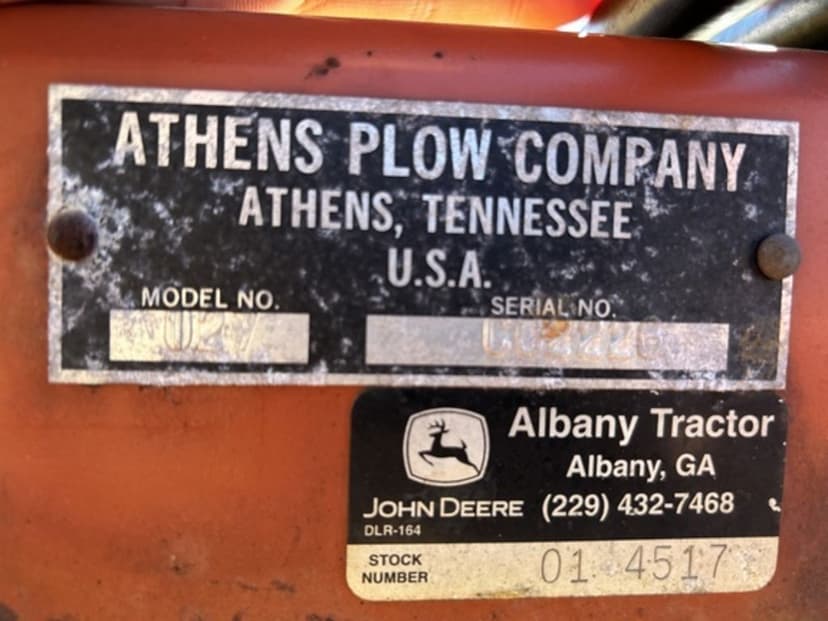 ATHENS PLOW COMPANY
ATHENS, TENNESSEE
U.S.A.
MODEL NO.
SERIAL NO.
Albany Tractor
Albany, GA
JOHN DEERE (229) 432-7468
DLR-164
STOCK
NUMBER
01 4517